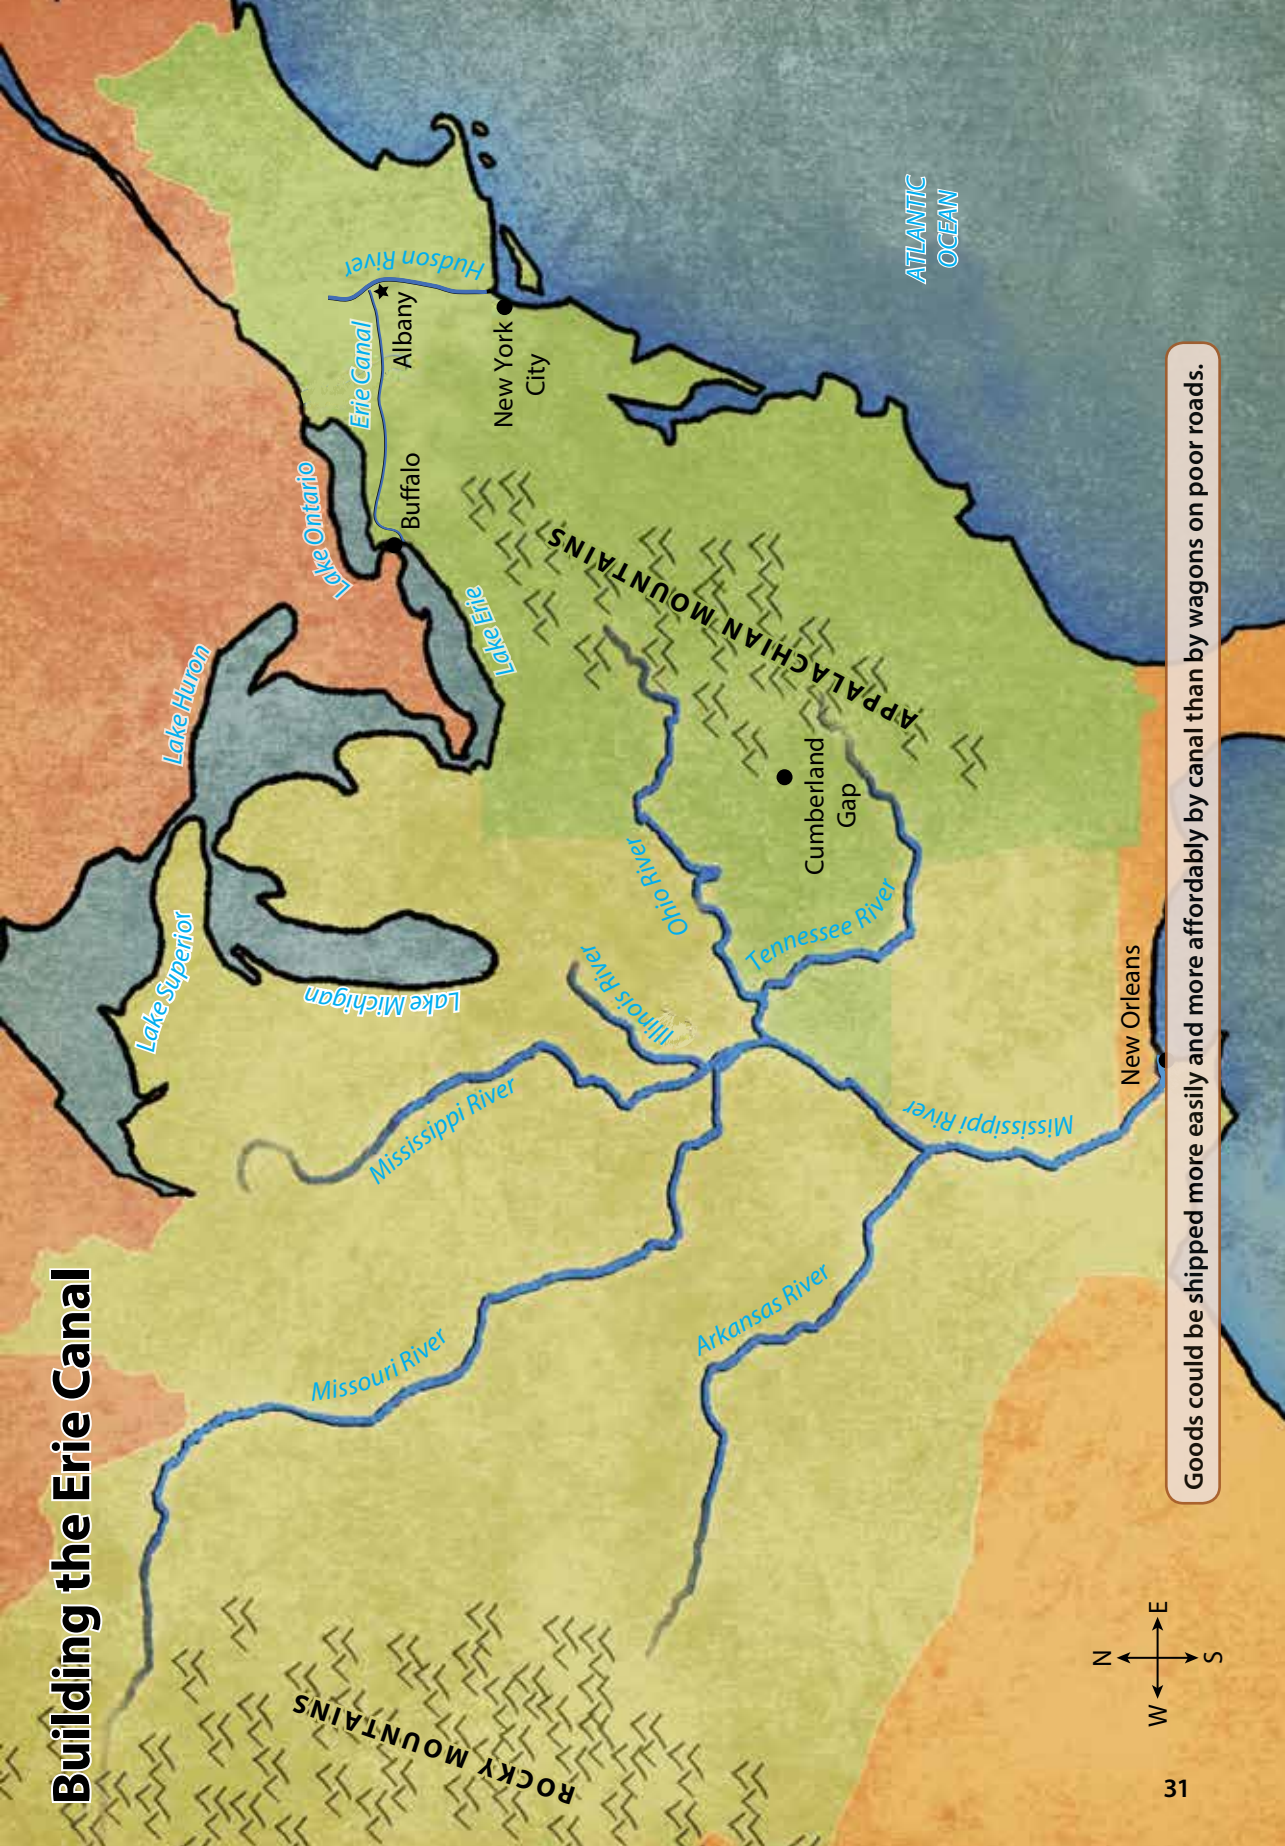 Building the Erie Canal
Lake Superior
Lake Huron
Lake Michigan
Lake Ontario
Lake Erie
Erie Canal
Hudson River
Buffalo
Albany
New York
City
Missouri River
Mississippi River
Illinois River
Ohio River
APPALACHIAN MOUNTAINS
ROCKY MOUNTAINS
Cumberland
Gap
Tennessee River
Arkansas River
Mississippi River
ATLANTIC
OCEAN
New Orleans
N
W
E
S
Goods could be shipped more easily and more affordably by canal than by wagons on poor roads.
31